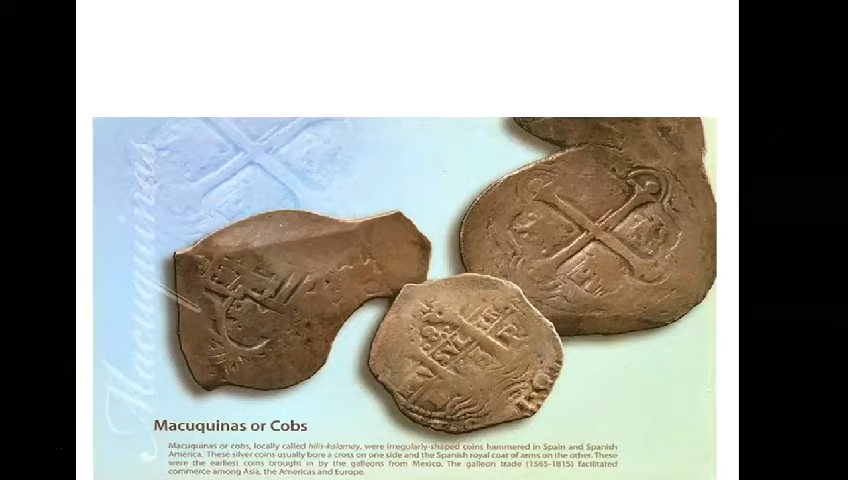 Macuquinas
Macuquinas or Cobs
Macuquinas or cobs, locally called hilis-kalamay, were irregularly-shaped coins hammered in Spain and Spanish
America. These silver coins usually bore a cross on one side and the Spanish royal coat of arms on the other. These
were the earliest coins brought in by the galleons from Mexico. The galleon trade (1565-1815) facilitated
commerce among Asia, the Americas and Europe.